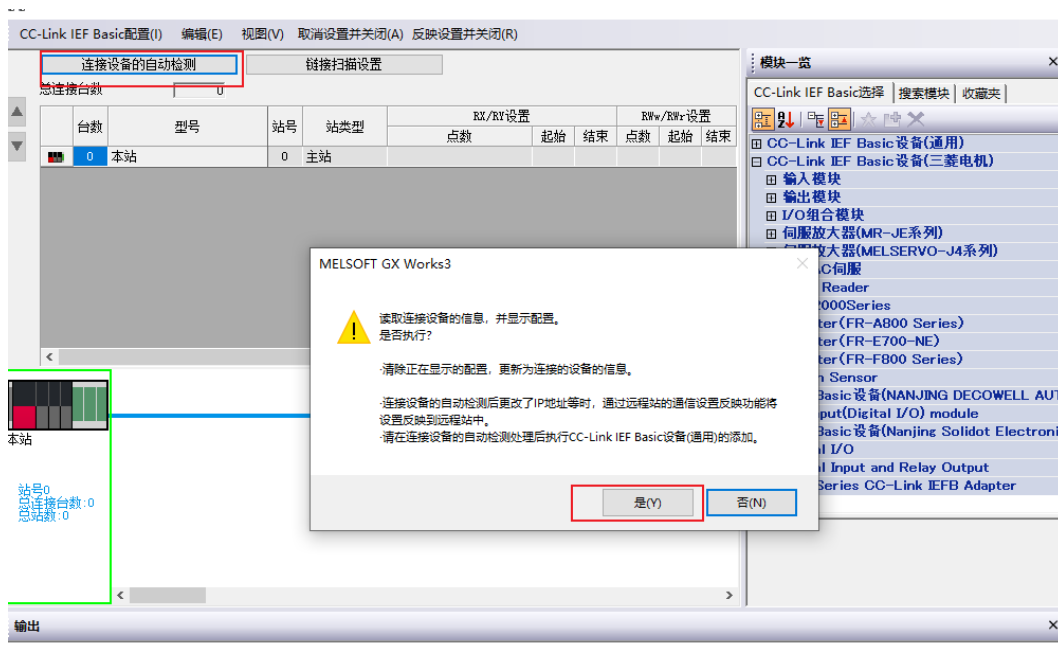 CC-Link IEF Basic配置(I) 编辑(E) 视图(V) 取消设置并关闭(A) 反映设置并关闭(R)
连接设备的自动检测 链接扫描设置
总连接台数 0
台数 型号 站号 站类型 RX/RY设置 RWw/RWr设置
点数 起始 结束 点数 起始 结束
0 本站 0 主站
模块一览
CC-Link IEF Basic选择 搜索模块 收藏夹
CC-Link IEF Basic设备(通用)
CC-Link IEF Basic设备(三菱电机)
输入模块
输出模块
I/O组合模块
伺服放大器(MR-JE系列)
伺服放大器(MELSERVO-J4系列)
C伺服
Reader
000Series
ter(FR-A800 Series)
ter(FR-E700-NE)
ter(FR-F800 Series)
Sensor
Basic设备(NANJING DECOWELL AUT
put(Digital I/O) module
Basic设备(Nanjing Solidot Electroni
l I/O
l Input and Relay Output
Series CC-Link IEFB Adapter
MELSOFT GX Works3
读取连接设备的信息，并显示配置。
是否执行?
·清除正在显示的配置，更新为连接的设备的信息。
·连接设备的自动检测后更改了IP地址等时，通过远程站的通信设置反映功能将
设置反映到远程站中。
·请在连接设备的自动检测处理后执行CC-Link IEF Basic设备(通用)的添加。
是(Y) 否(N)
本站
站号0
总连接台数:0
总站数:0
输出